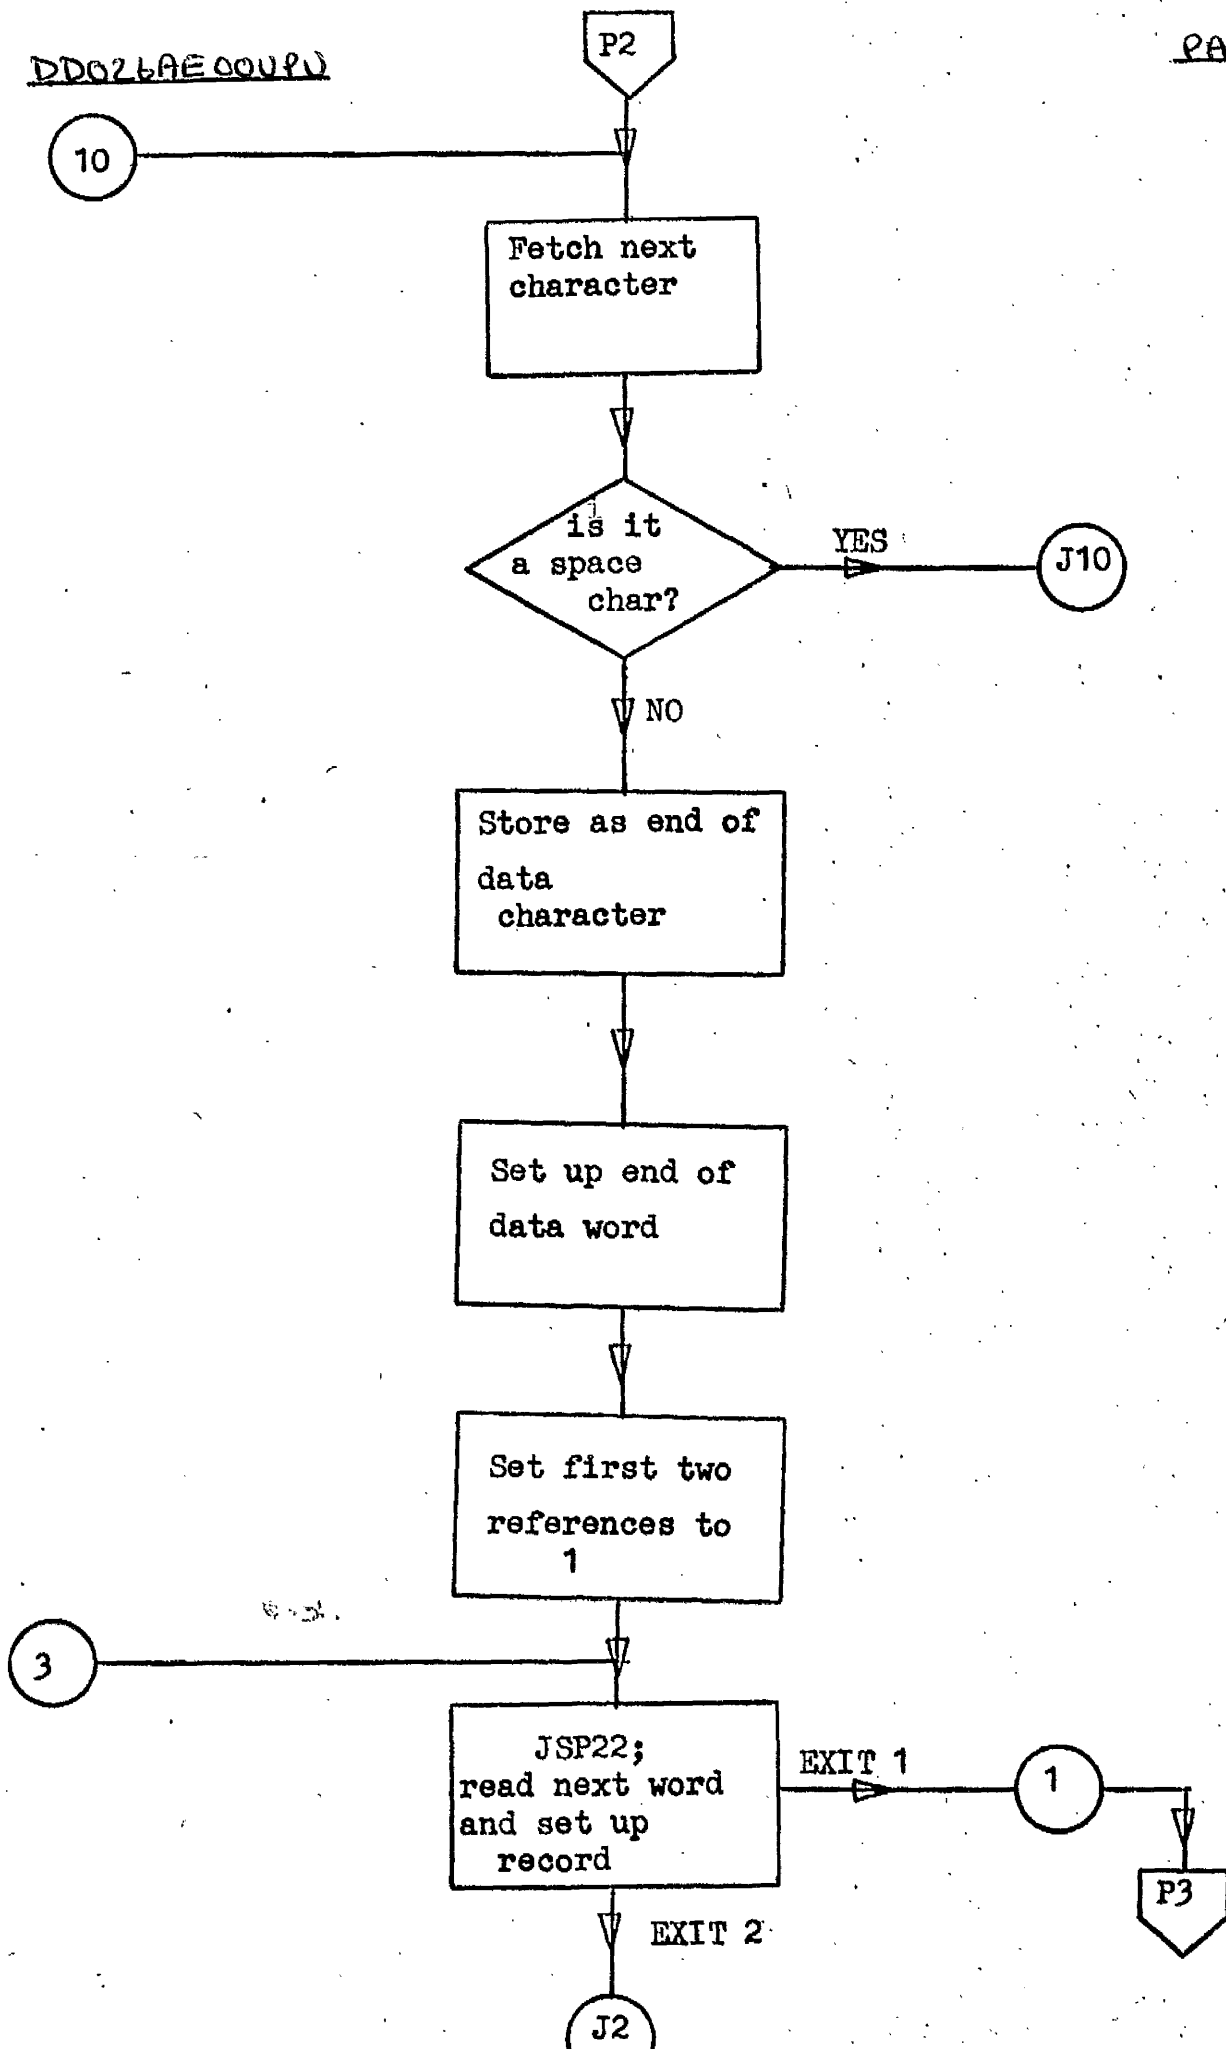 P2
DD026AE00UPU
PA
10
Fetch next
character
is it
a space
char?
YES
J10
NO
Store as end of
data
character
Set up end of
data word
Set first two
references to
1
3
JSP22;
read next word
and set up
record
EXIT 1
1
P3
EXIT 2
J2